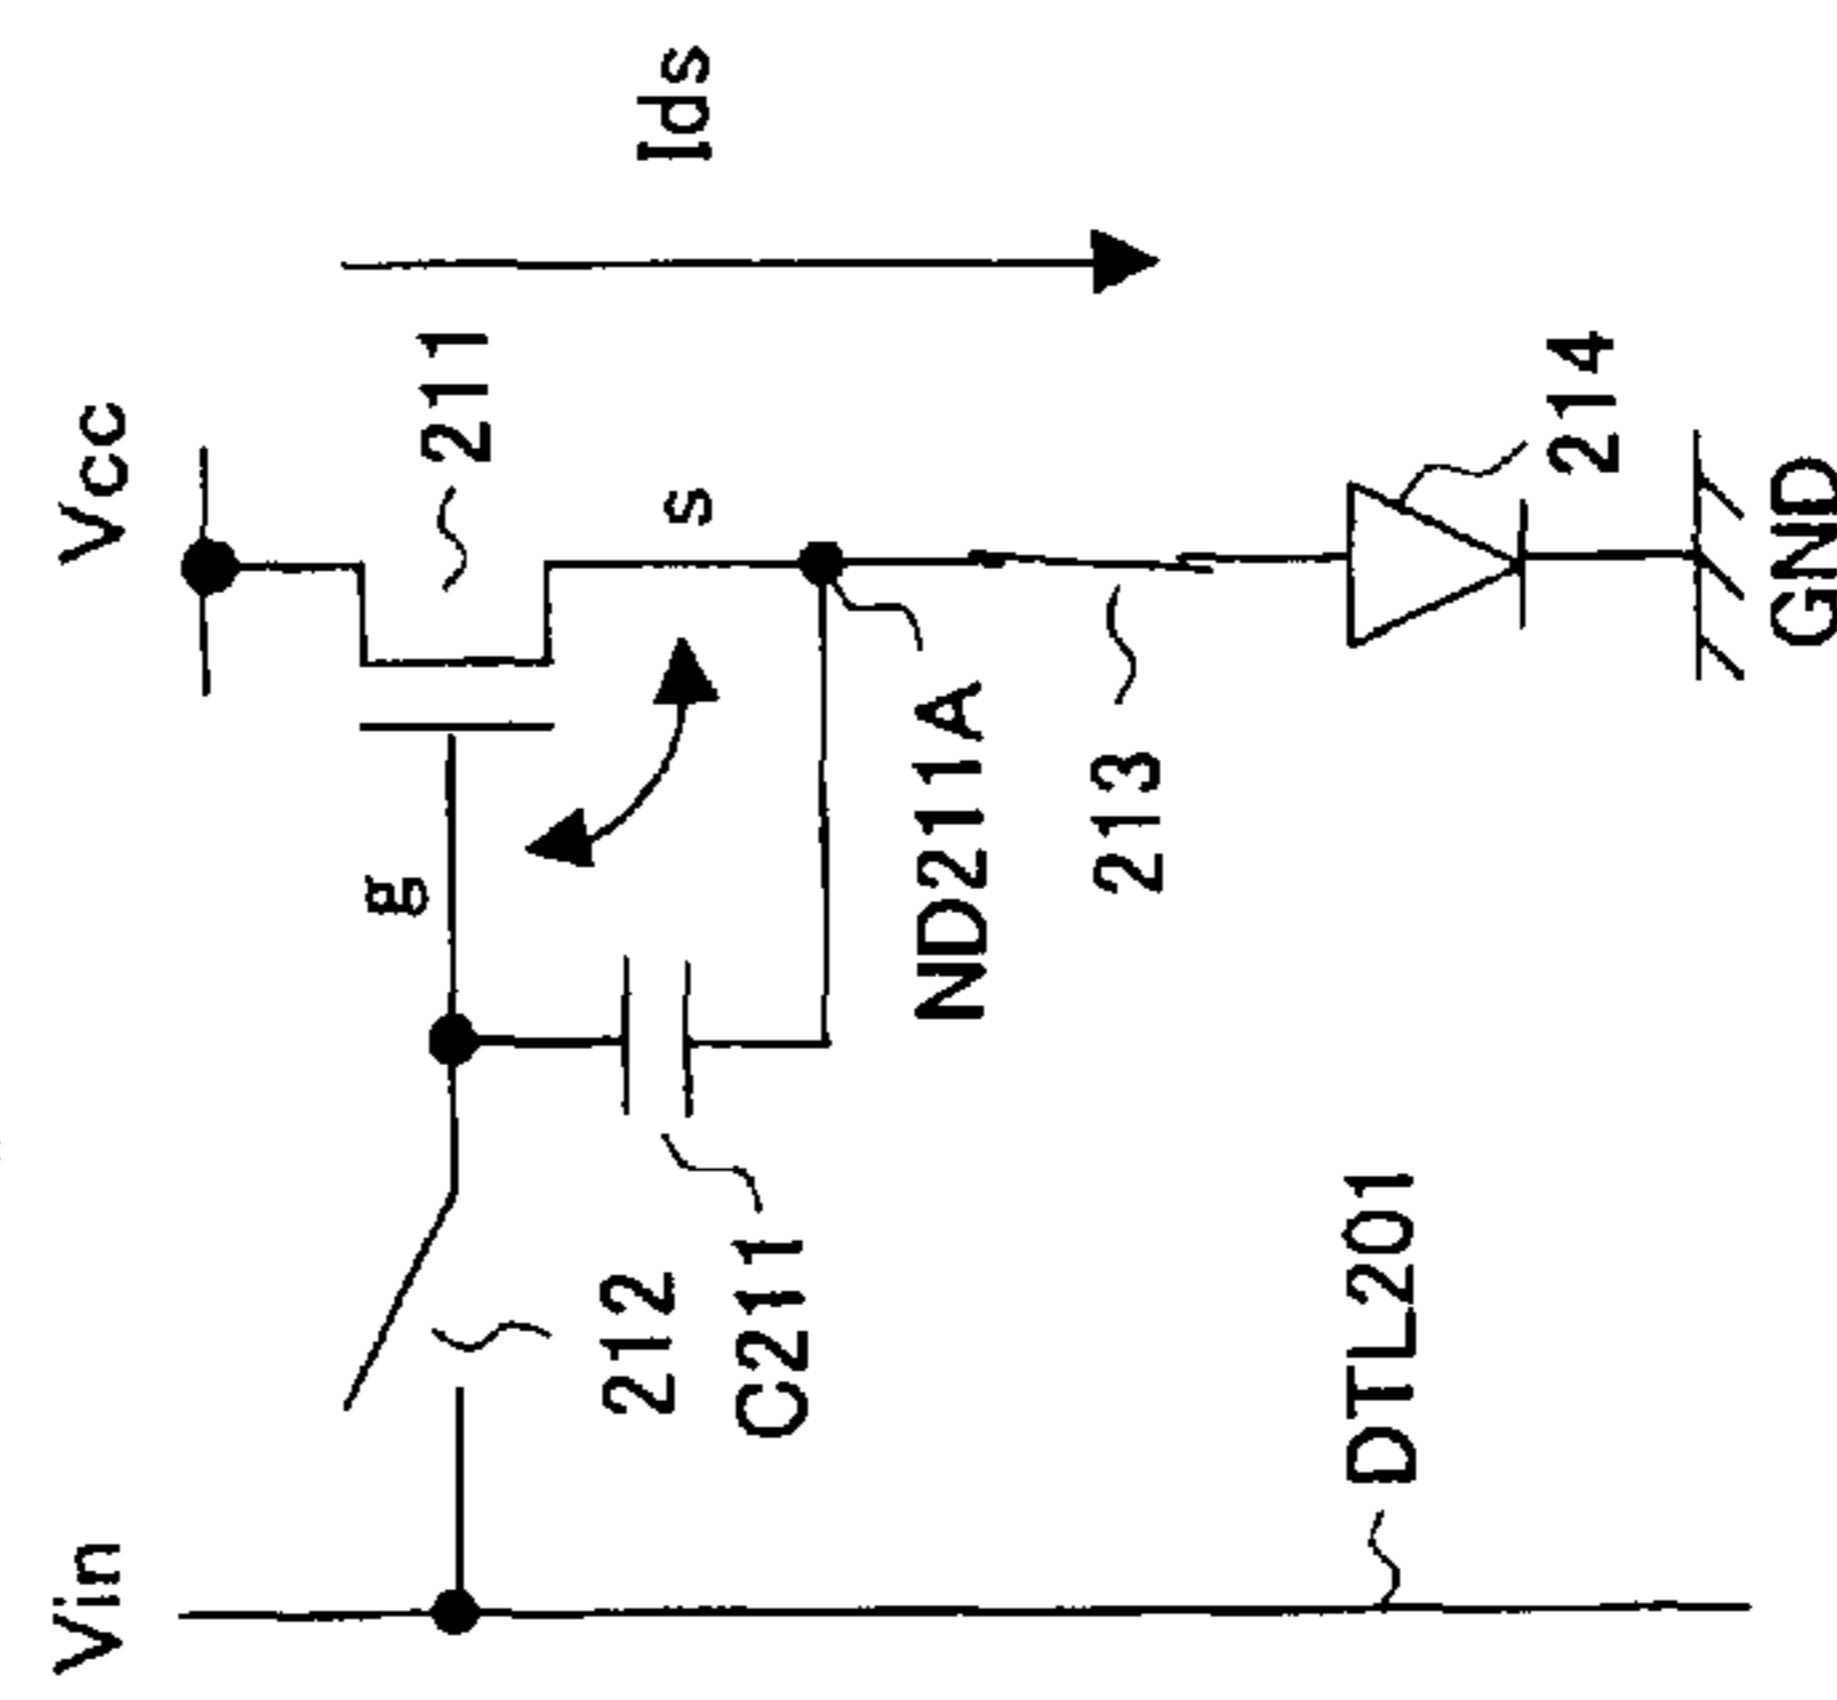 Vcc
211
Ids
s
g
Vin
212
C211
ND211A
213
DTL201
214
GND